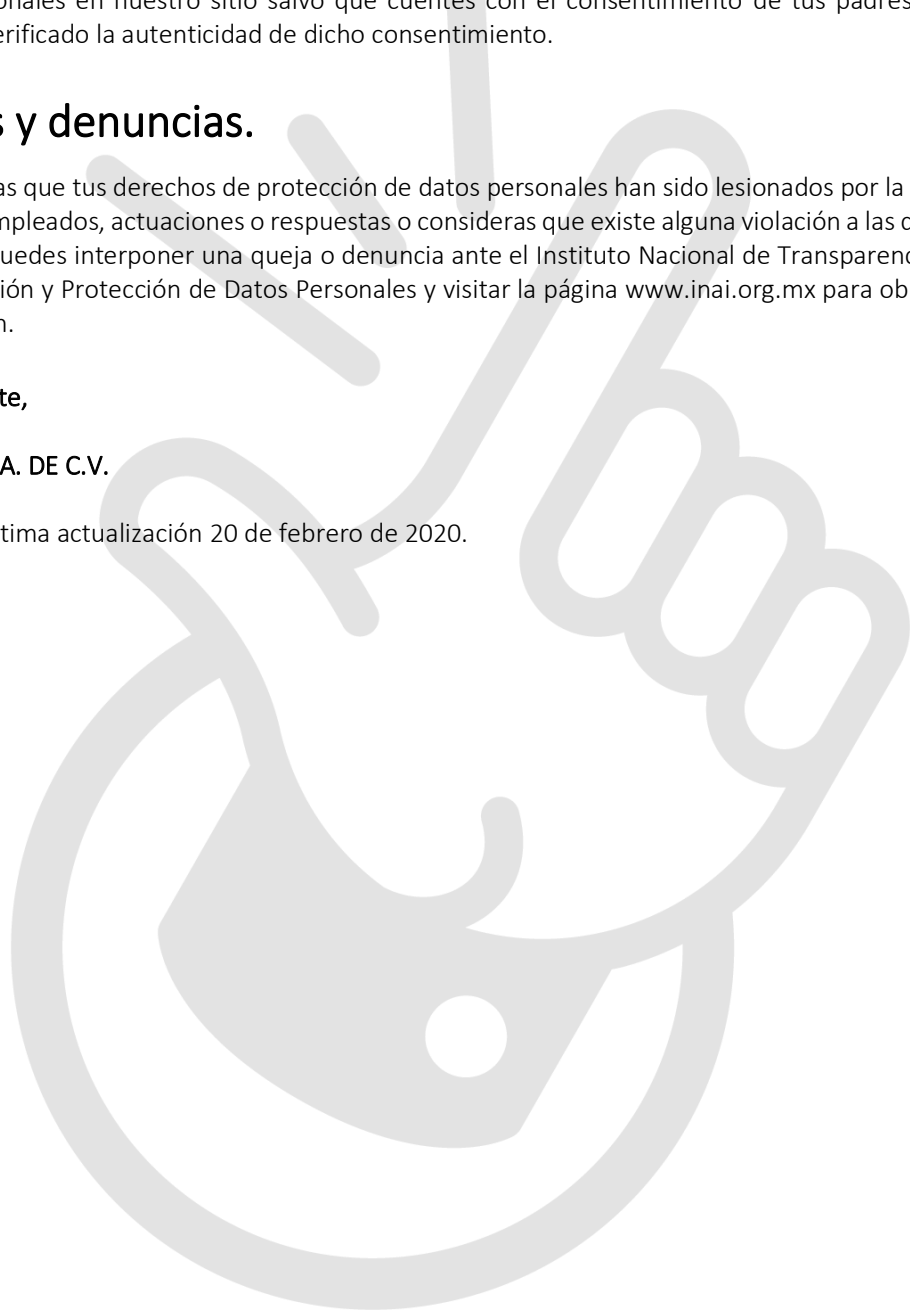 onales en nuestro sitio salvo que cuentes con el consentimiento de tus padres
erificado la autenticidad de dicho consentimiento.
s y denuncias.
as que tus derechos de protección de datos personales han sido lesionados por la
mpleados, actuaciones o respuestas o consideras que existe alguna violación a las d
uedes interponer una queja o denuncia ante el Instituto Nacional de Transparenc
ión y Protección de Datos Personales y visitar la página www.inai.org.mx para ob
n.
te,
A. DE C.V.
tima actualización 20 de febrero de 2020.